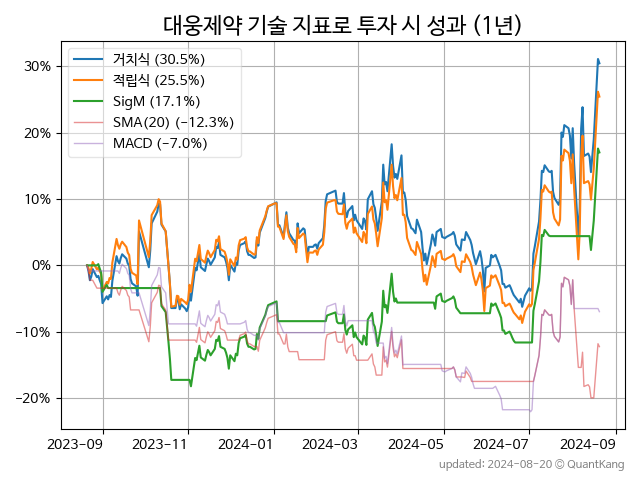 대웅제약 기술 지표로 투자 시 성과 (1년)
거치식 (30.5%)
적립식 (25.5%)
SigM (17.1%)
SMA(20) (−12.3%)
MACD (−7.0%)
30%
20%
10%
0%
−10%
−20%
2023-09 2023-11 2024-01 2024-03 2024-05 2024-07 2024-09
updated: 2024-08-20 © QuantKang